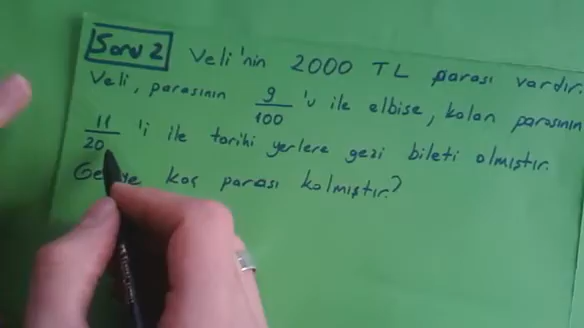 Soru 2 Veli'nin 2000 TL parası vardır.
Veli, parasının 9/100 'u ile elbise, kalan parasının
11/20 'i ile tarihi yerlere gezi bileti almıştır.
kaç parası kalmıştır?